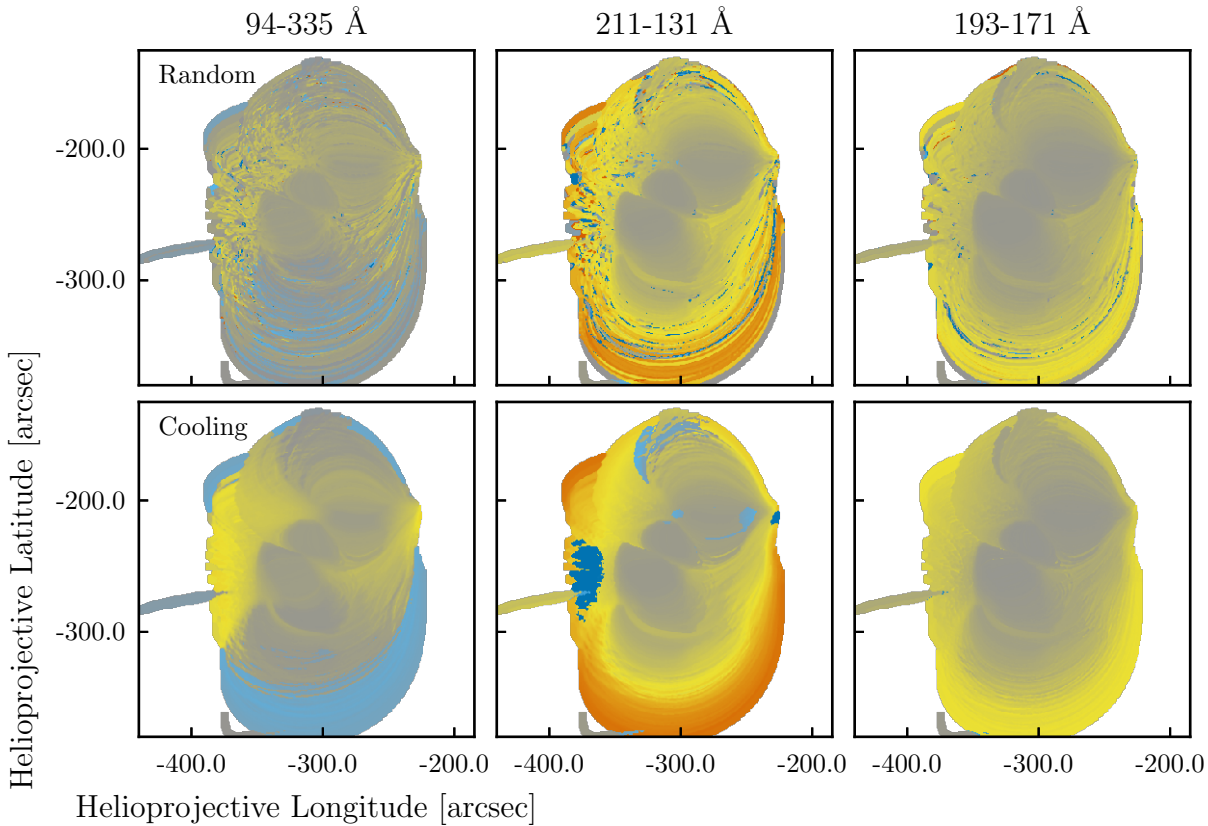 94-335 Å
211-131 Å
193-171 Å
Random
-200.0
-300.0
Cooling
-200.0
-300.0
-400.0 -300.0 -200.0
-400.0 -300.0 -200.0
-400.0 -300.0 -200.0
Helioprojective Latitude [arcsec]
Helioprojective Longitude [arcsec]